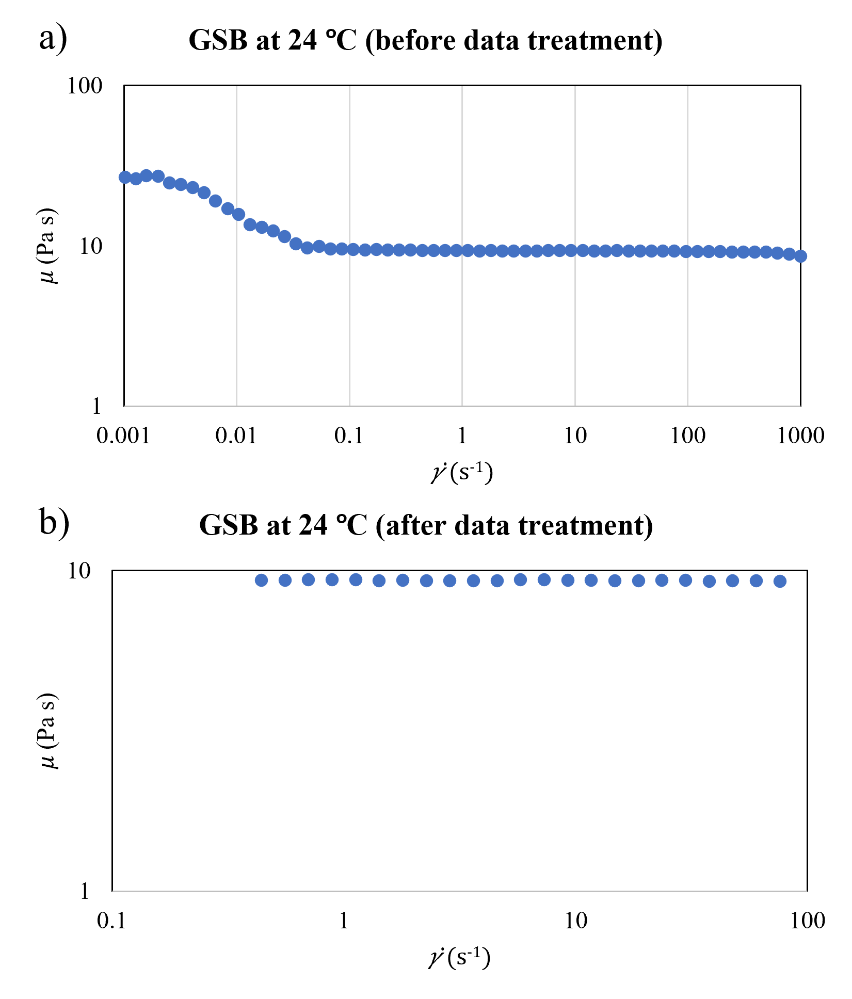 a)
GSB at 24 °C (before data treatment)
100
10
1
μ (Pa s)
0.001 0.01 0.1 1 10 100 1000
γ̇ (s⁻¹)
b)
GSB at 24 °C (after data treatment)
10
1
μ (Pa s)
0.1 1 10 100
γ̇ (s⁻¹)